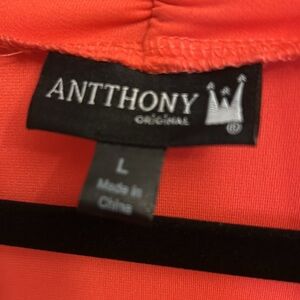 ANTTHONY
ORIGINAL
®
L
Made in
China